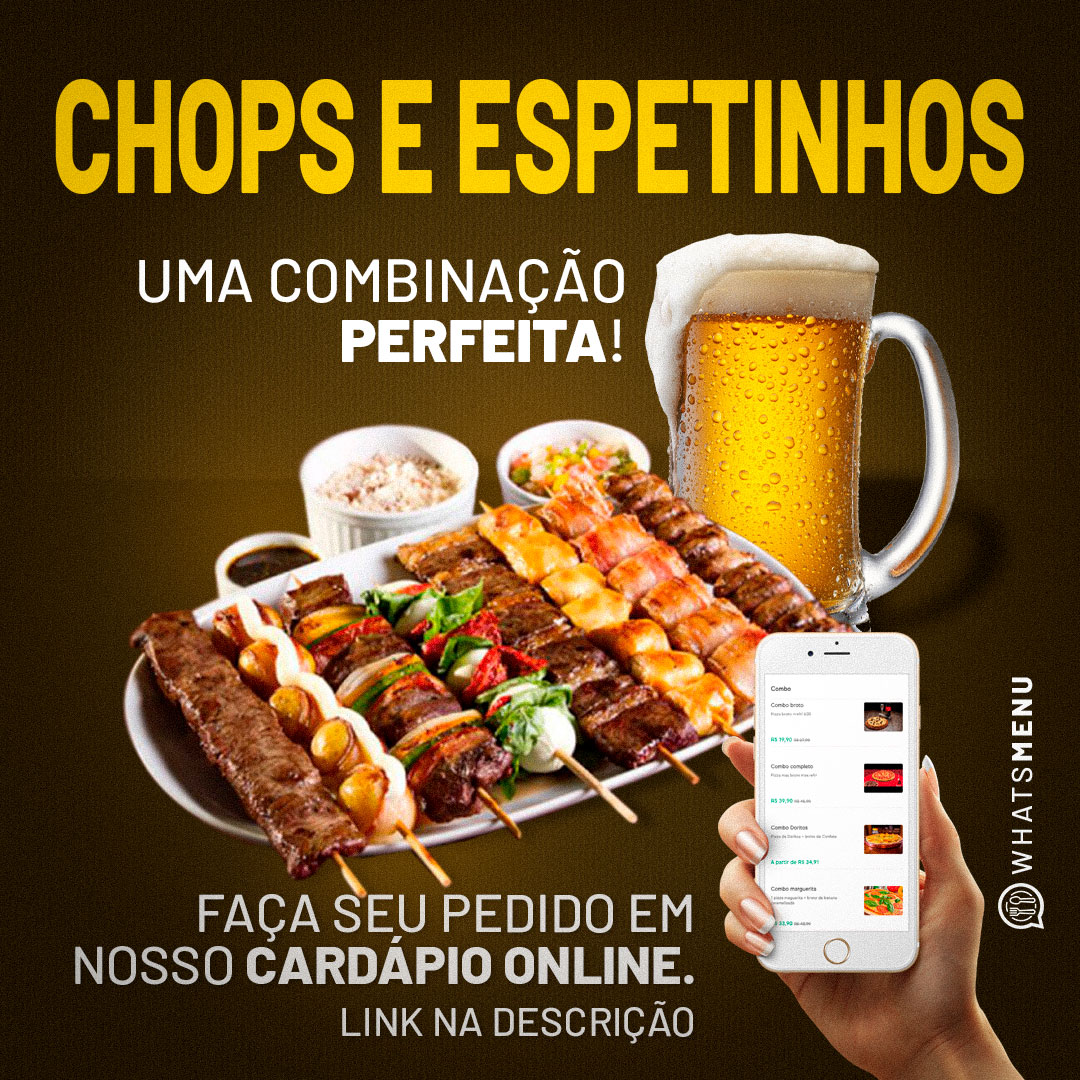 CHOPS E ESPETINHOS
UMA COMBINAÇÃO
PERFEITA!
Combo
Combo broto
R$ 19,90
Combo completo
R$ 39,90
Combo Doritos
A partir de R$ 34,91
Combo marguerita
WHATSMENU
FAÇA SEU PEDIDO EM
NOSSO CARDÁPIO ONLINE.
LINK NA DESCRIÇÃO